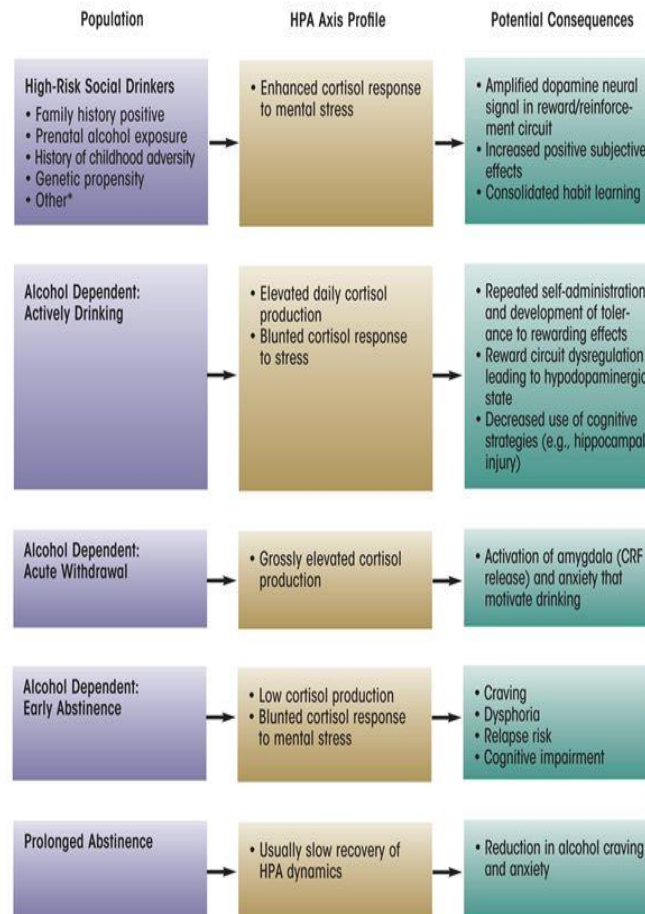 Population
HPA Axis Profile
Potential Consequences
High-Risk Social Drinkers
• Family history positive
• Prenatal alcohol exposure
• History of childhood adversity
• Genetic propensity
• Other*
• Enhanced cortisol response
to mental stress
• Amplified dopamine neural
signal in reward/reinforce-
ment circuit
• Increased positive subjective
effects
• Consolidated habit learning
Alcohol Dependent:
Actively Drinking
• Elevated daily cortisol
production
• Blunted cortisol response
to stress
• Repeated self-administration
and development of toler-
ance to rewarding effects
• Reward circuit dysregulation
leading to hypodopaminergic
state
• Decreased use of cognitive
strategies (e.g., hippocampal
injury)
Alcohol Dependent:
Acute Withdrawal
• Grossly elevated cortisol
production
• Activation of amygdala (CRF
release) and anxiety that
motivate drinking
Alcohol Dependent:
Early Abstinence
• Low cortisol production
• Blunted cortisol response
to mental stress
• Craving
• Dysphoria
• Relapse risk
• Cognitive impairment
Prolonged Abstinence
• Usually slow recovery of
HPA dynamics
• Reduction in alcohol craving
and anxiety